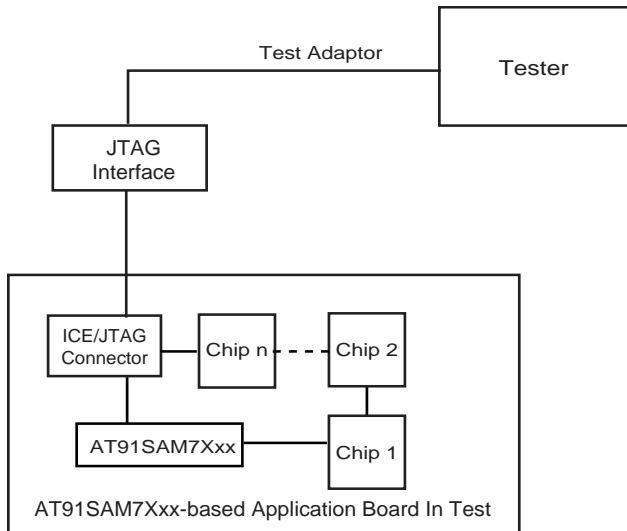 Test Adaptor
Tester
JTAG
Interface
ICE/JTAG
Connector
Chip n
Chip 2
AT91SAM7Xxx
Chip 1
AT91SAM7Xxx-based Application Board In Test